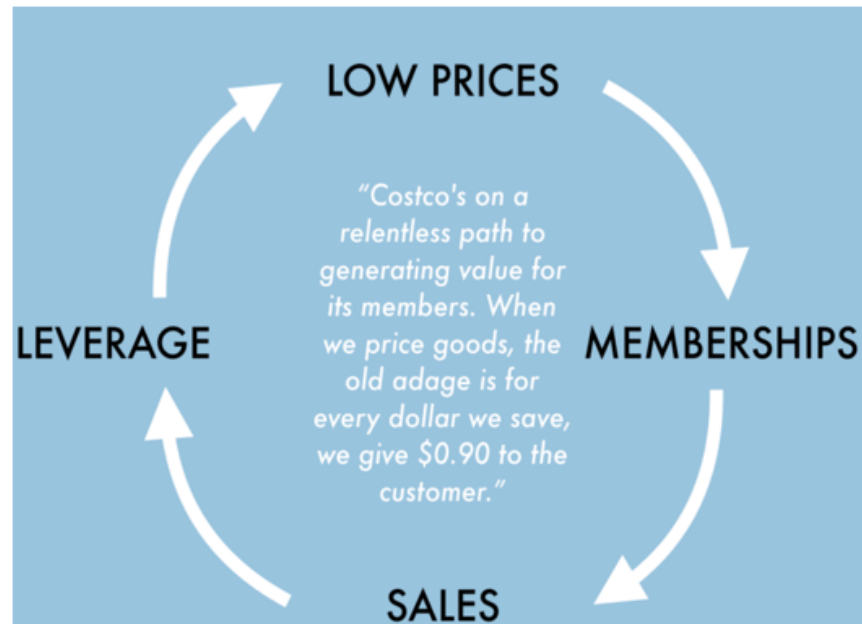 LOW PRICES
“Costco's on a
relentless path to
generating value for
its members. When
we price goods, the
old adage is for
every dollar we save,
we give $0.90 to the
customer.”
LEVERAGE
MEMBERSHIPS
SALES